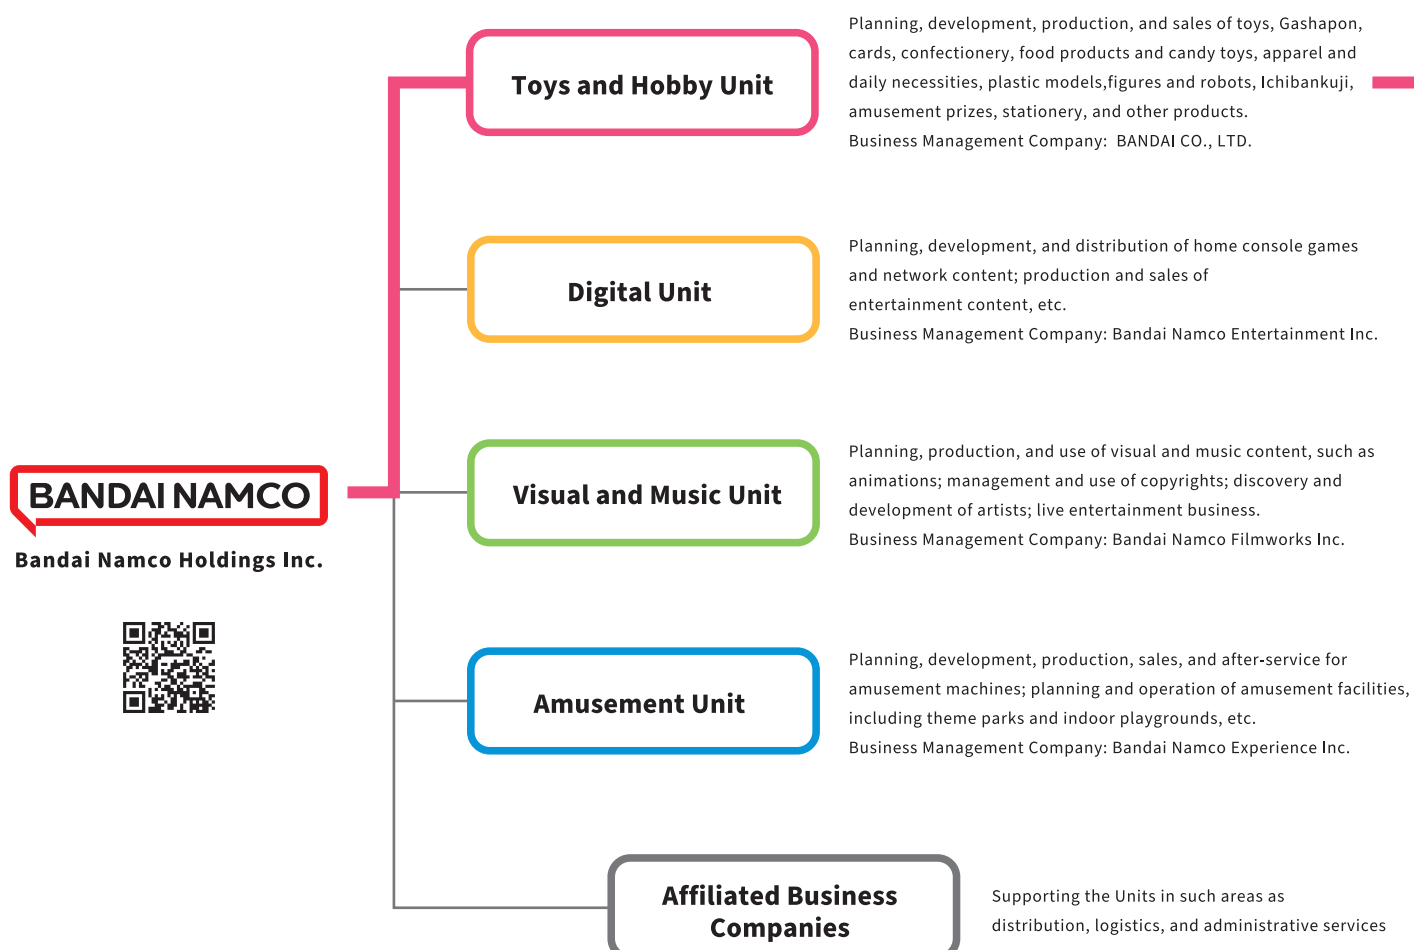 Planning, development, production, and sales of toys, Gashapon,
cards, confectionery, food products and candy toys, apparel and
daily necessities, plastic models,figures and robots, Ichibankuji,
amusement prizes, stationery, and other products.
Business Management Company: BANDAI CO., LTD.
Toys and Hobby Unit
Planning, development, and distribution of home console games
and network content; production and sales of
entertainment content, etc.
Business Management Company: Bandai Namco Entertainment Inc.
Digital Unit
Planning, production, and use of visual and music content, such as
animations; management and use of copyrights; discovery and
development of artists; live entertainment business.
Business Management Company: Bandai Namco Filmworks Inc.
Visual and Music Unit
BANDAI NAMCO
Bandai Namco Holdings Inc.
Planning, development, production, sales, and after-service for
amusement machines; planning and operation of amusement facilities,
including theme parks and indoor playgrounds, etc.
Business Management Company: Bandai Namco Experience Inc.
Amusement Unit
Affiliated Business
Companies
Supporting the Units in such areas as
distribution, logistics, and administrative services